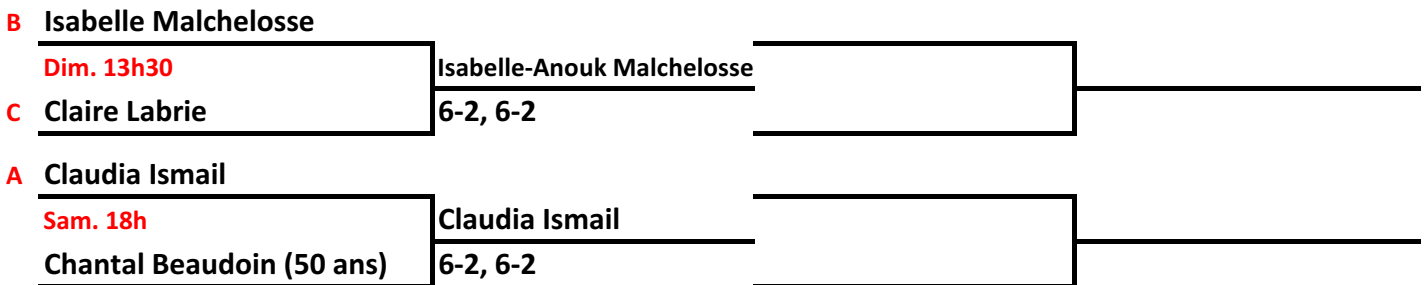 B Isabelle Malchelosse
Dim. 13h30 Isabelle-Anouk Malchelosse
C Claire Labrie 6-2, 6-2
A Claudia Ismail
Sam. 18h Claudia Ismail
Chantal Beaudoin (50 ans) 6-2, 6-2